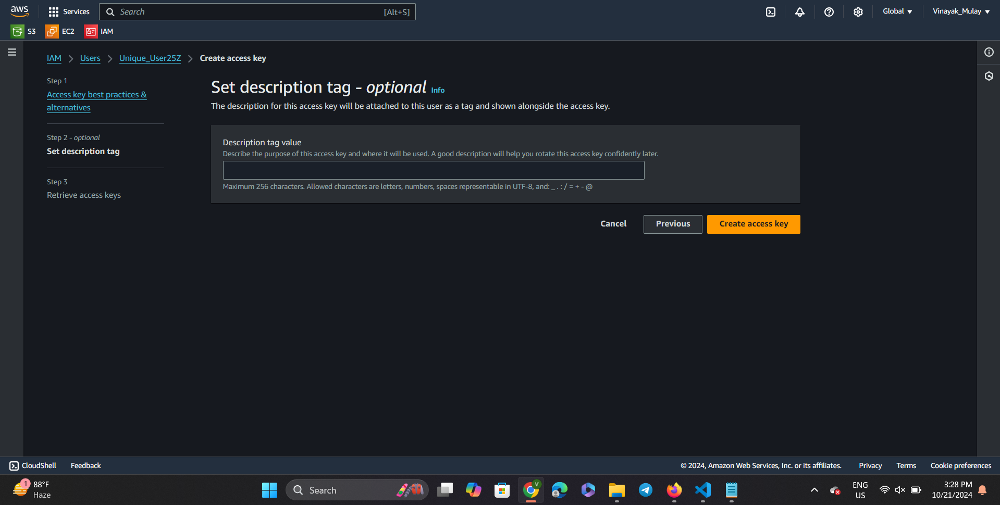 aws Services Search [Alt+S] Global Vinayak_Mulay
S3 EC2 IAM
IAM Users Unique_User25Z Create access key
Step 1
Access key best practices &
alternatives
Step 2 - optional
Set description tag
Step 3
Retrieve access keys
Set description tag - optional Info
The description for this access key will be attached to this user as a tag and shown alongside the access key.
Description tag value
Describe the purpose of this access key and where it will be used. A good description will help you rotate this access key confidently later.
Maximum 256 characters. Allowed characters are letters, numbers, spaces representable in UTF-8, and: _ . : / = + - @
Cancel Previous Create access key
CloudShell Feedback © 2024, Amazon Web Services, Inc. or its affiliates. Privacy Terms Cookie preferences
1 88°F
Haze
Search
V
ENG
US
3:28 PM
10/21/2024